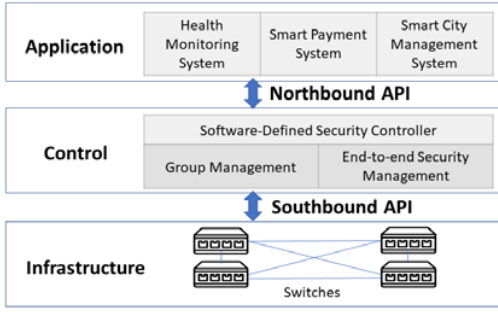 Application
Health
Monitoring
System
Smart Payment
System
Smart City
Management
System
Northbound API
Control
Software-Defined Security Controller
Group Management
End-to-end Security
Management
Southbound API
Infrastructure
Switches